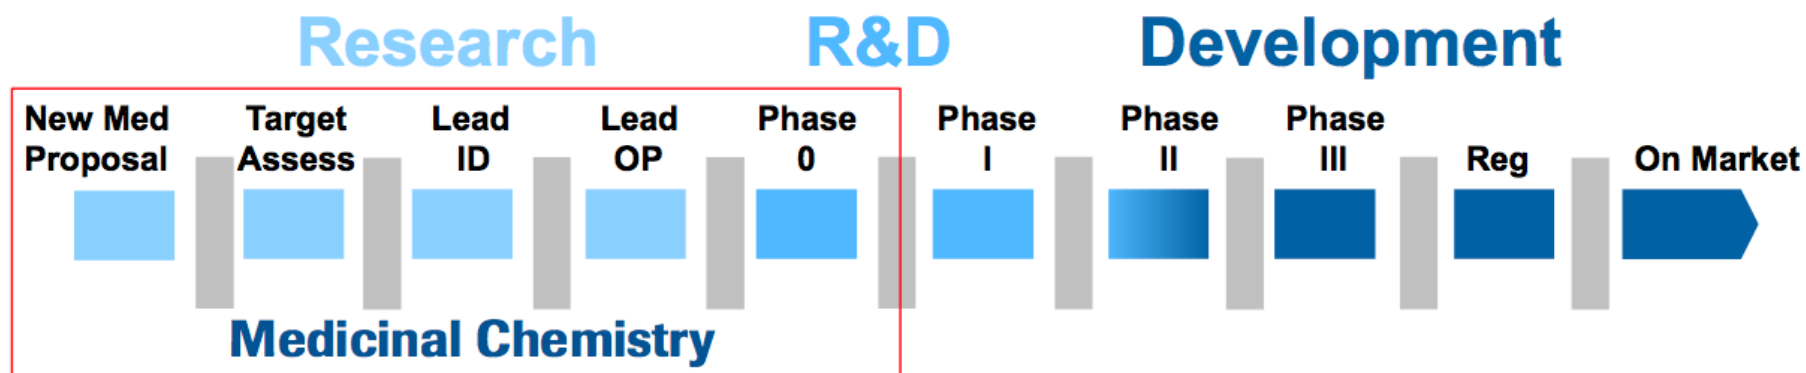 Research R&D Development
New Med Target Lead Lead Phase Phase Phase Phase
Proposal Assess ID OP 0 I II III Reg On Market
Medicinal Chemistry